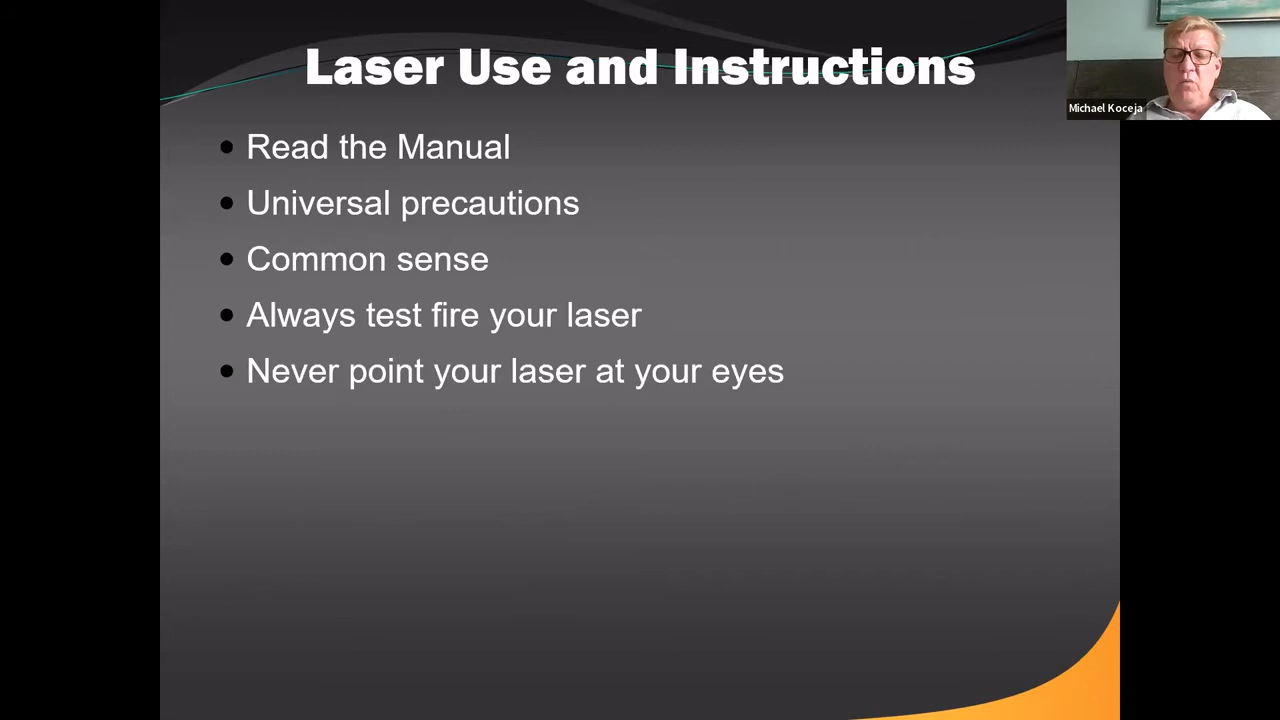 Laser Use and Instructions
Michael Koceja
• Read the Manual
• Universal precautions
• Common sense
• Always test fire your laser
• Never point your laser at your eyes